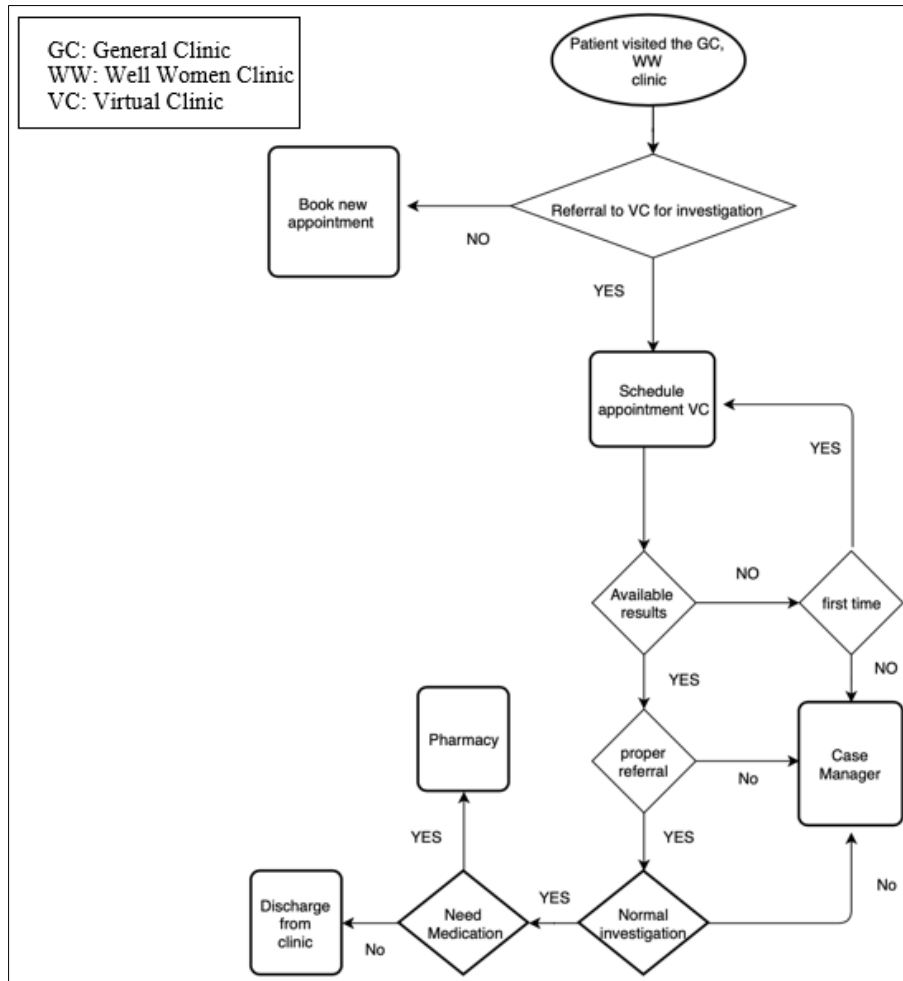 GC: General Clinic
WW: Well Women Clinic
VC: Virtual Clinic
Patient visited the GC,
WW
clinic
Referral to VC for investigation
NO
Book new
appointment
YES
Schedule
appointment VC
YES
Available
results
NO
first time
YES
NO
proper
referral
No
Case
Manager
Pharmacy
YES
YES
Normal
investigation
No
YES
Need
Medication
No
Discharge
from
clinic